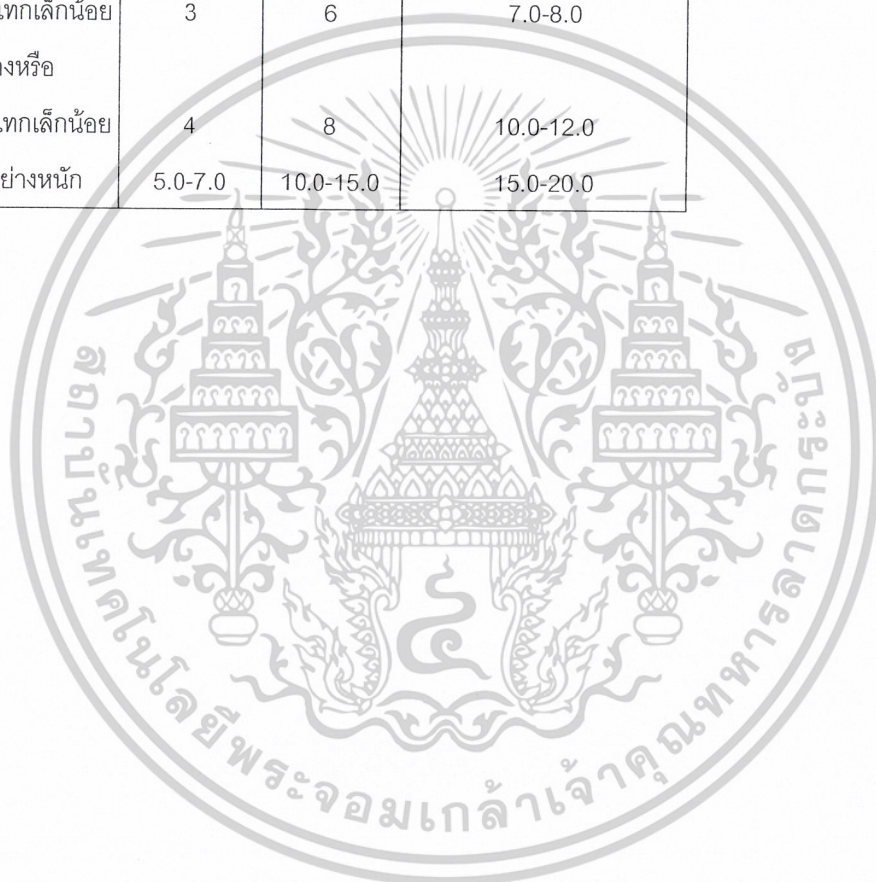 เทกเล็กน้อย 3 6 7.0-8.0
งหรือ
เทกเล็กน้อย 4 8 10.0-12.0
ย่างหนัก 5.0-7.0 10.0-15.0 15.0-20.0
สถาบันเทคโนโลยีพระจอมเกล้าเจ้าคุณทหารลาดกระบัง
๔